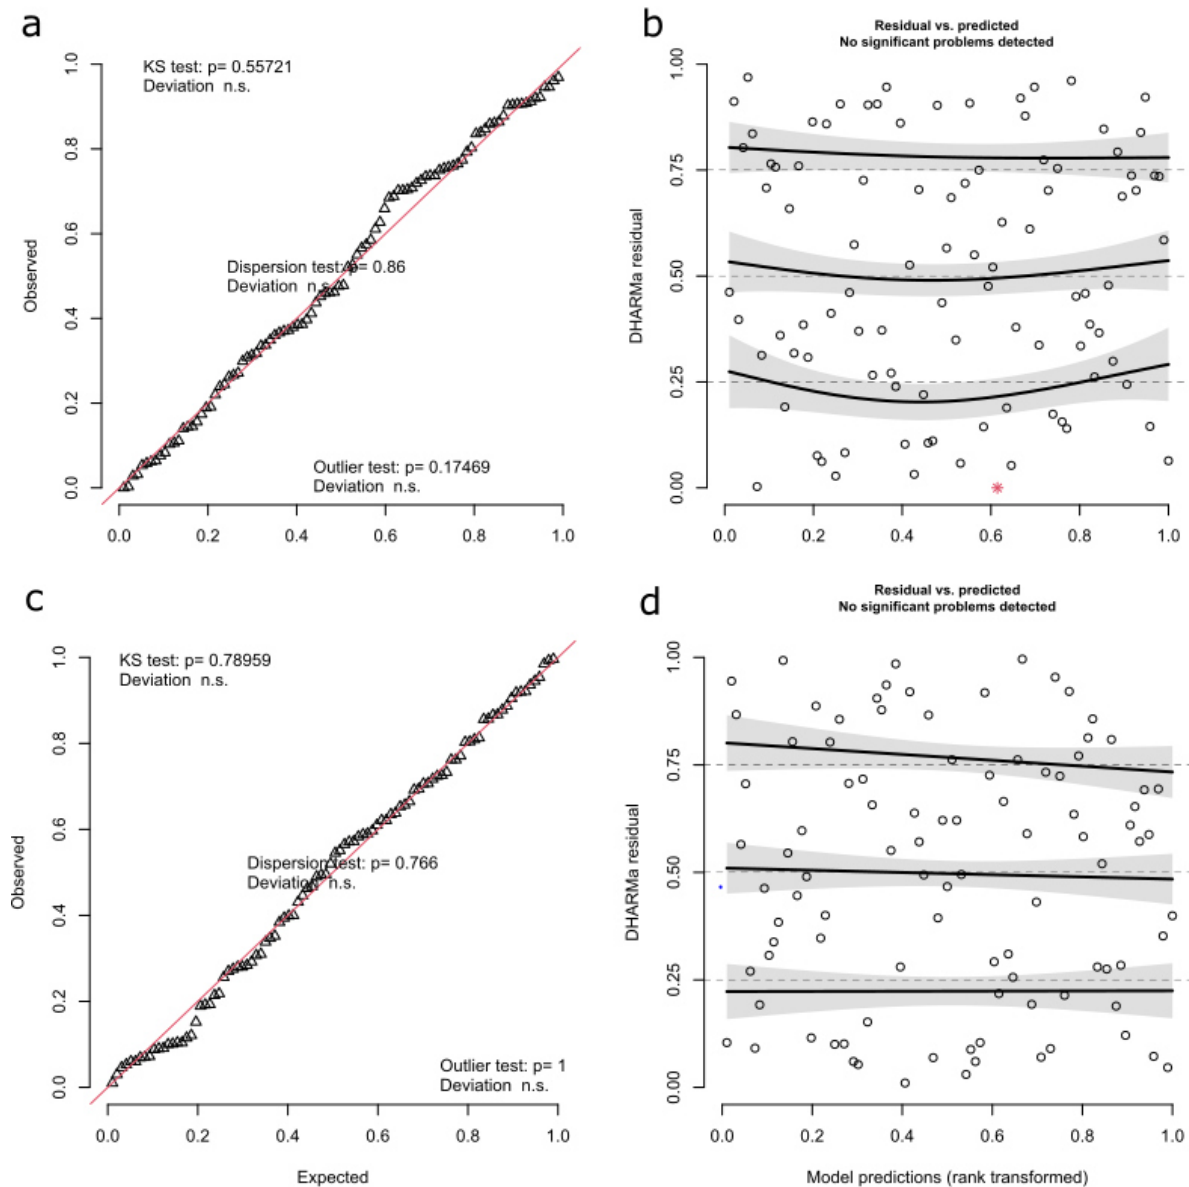 a
KS test: p= 0.55721
Deviation n.s.
Dispersion test: p= 0.86
Deviation n.s.
Outlier test: p= 0.17469
Deviation n.s.
Observed
0.0 0.2 0.4 0.6 0.8 1.0
0.0 0.2 0.4 0.6 0.8 1.0
b
Residual vs. predicted
No significant problems detected
DHARMa residual
0.00 0.25 0.50 0.75 1.00
0.0 0.2 0.4 0.6 0.8 1.0
c
KS test: p= 0.78959
Deviation n.s.
Dispersion test: p= 0.766
Deviation n.s.
Outlier test: p= 1
Deviation n.s.
Observed
0.0 0.2 0.4 0.6 0.8 1.0
0.0 0.2 0.4 0.6 0.8 1.0
Expected
d
Residual vs. predicted
No significant problems detected
DHARMa residual
0.00 0.25 0.50 0.75 1.00
0.0 0.2 0.4 0.6 0.8 1.0
Model predictions (rank transformed)